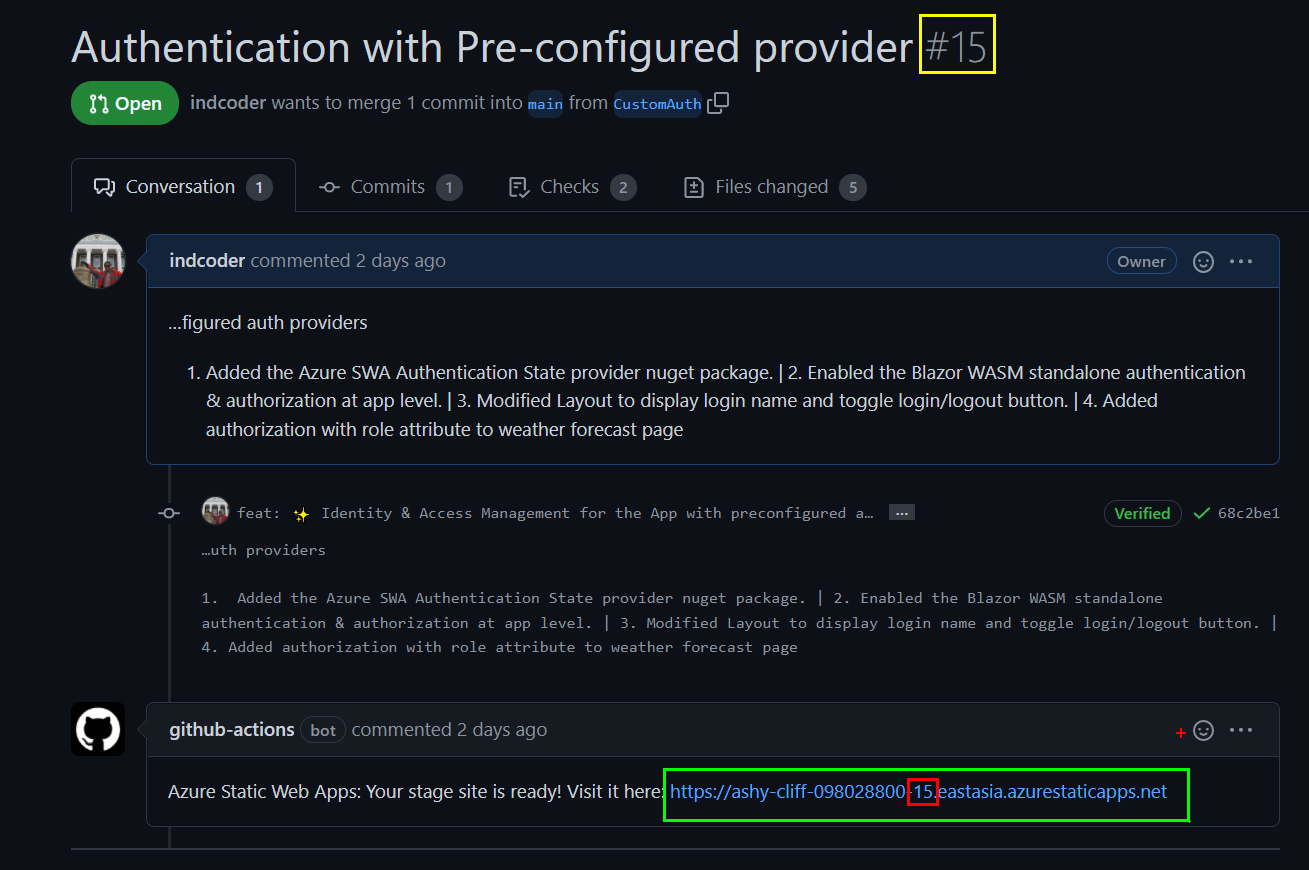 Authentication with Pre-configured provider #15
Open indcoder wants to merge 1 commit into main from CustomAuth
Conversation 1 Commits 1 Checks 2 Files changed 5
indcoder commented 2 days ago Owner ...
...figured auth providers
1. Added the Azure SWA Authentication State provider nuget package. | 2. Enabled the Blazor WASM standalone authentication
& authorization at app level. | 3. Modified Layout to display login name and toggle login/logout button. | 4. Added
authorization with role attribute to weather forecast page
feat: ✨ Identity & Access Management for the App with preconfigured a… ... Verified 68c2be1
…uth providers
1.  Added the Azure SWA Authentication State provider nuget package. | 2. Enabled the Blazor WASM standalone
authentication & authorization at app level. | 3. Modified Layout to display login name and toggle login/logout button. |
4. Added authorization with role attribute to weather forecast page
github-actions bot commented 2 days ago + ...
Azure Static Web Apps: Your stage site is ready! Visit it here: https://ashy-cliff-098028800-15.eastasia.azurestaticapps.net